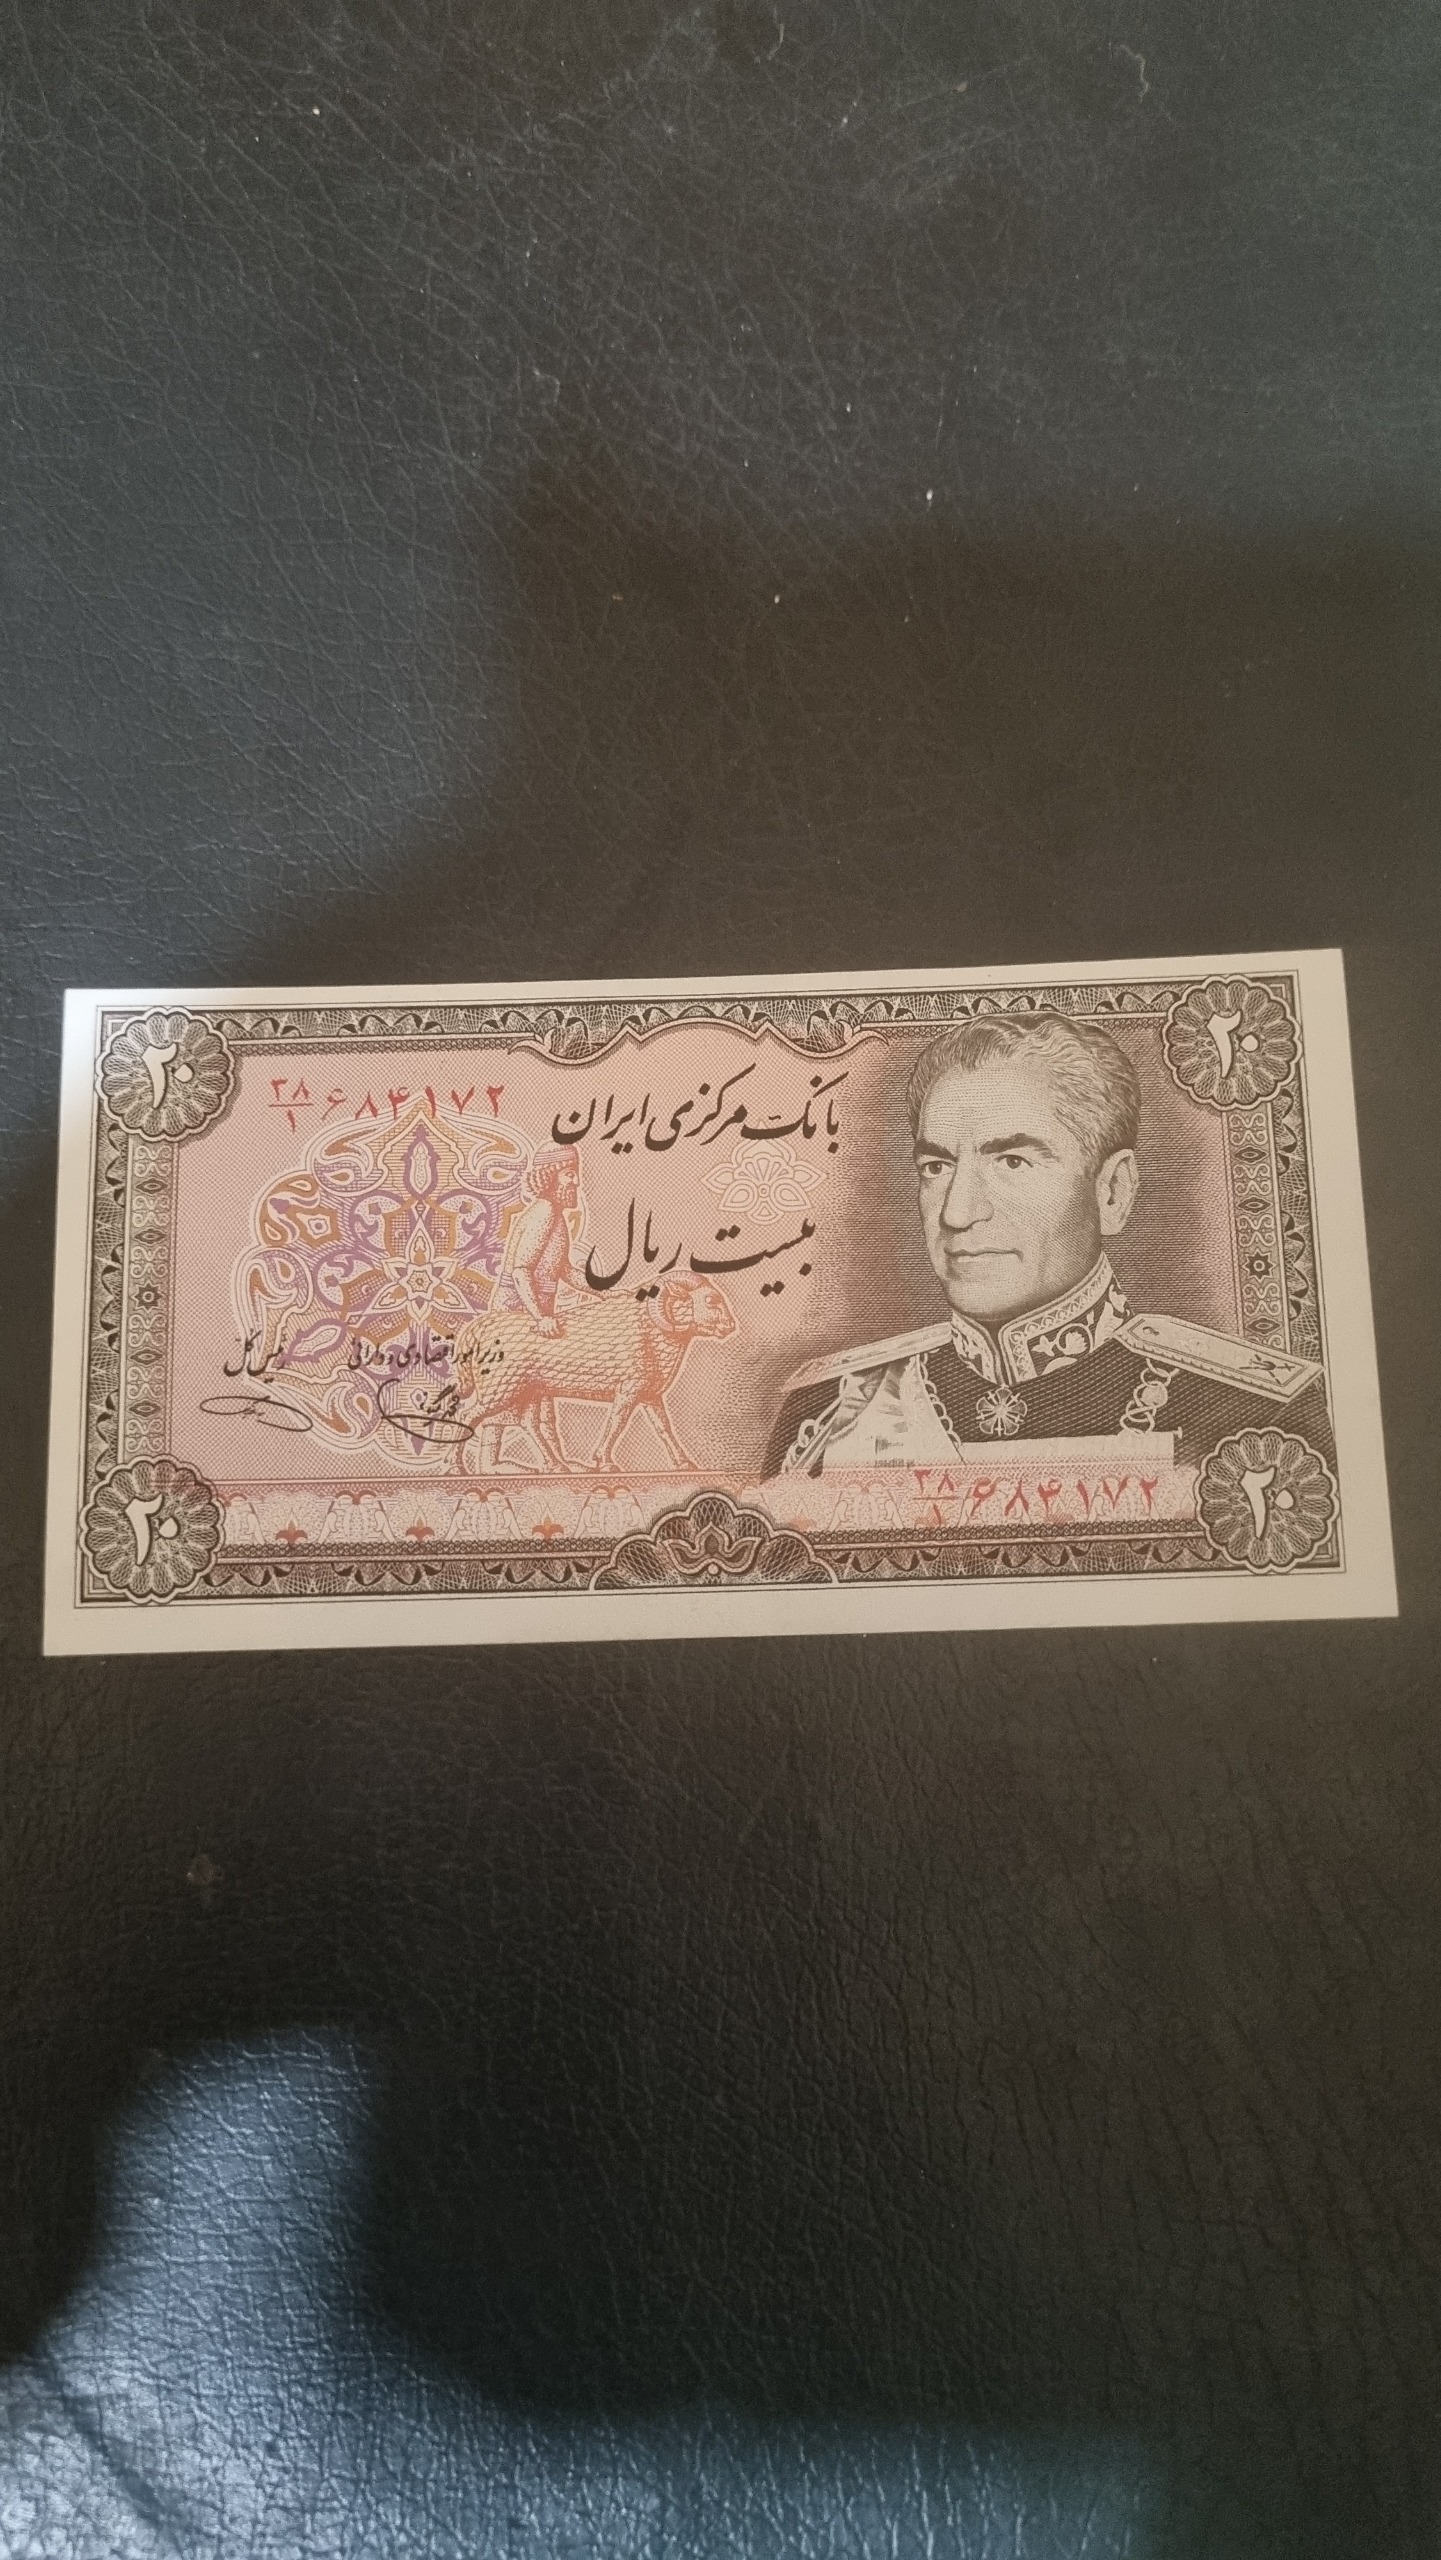 ۲۰
۲۰
۲۸/۱ ۶۸۴۱۷۲
بانک مرکزی ایران
بیست ریال
وزیر امور اقتصادی و دارائی
رئیس کل
۲۸/۱ ۶۸۴۱۷۲
۲۰
۲۰